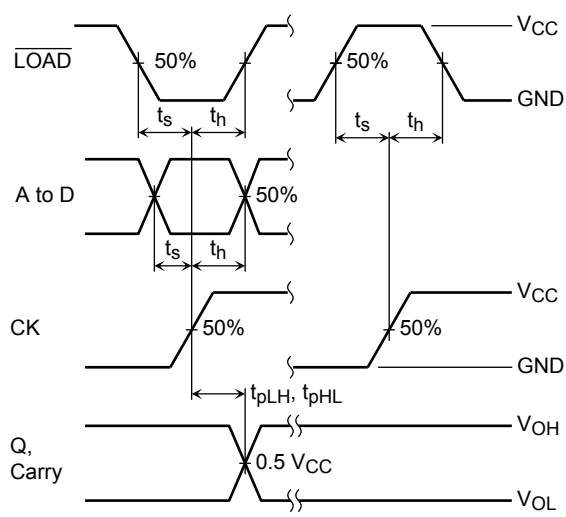 VCC
LOAD
50%
50%
GND
ts
th
ts
th
A to D
50%
ts
th
VCC
CK
50%
50%
GND
tpLH, tpHL
Q,
Carry
VOH
0.5 VCC
VOL